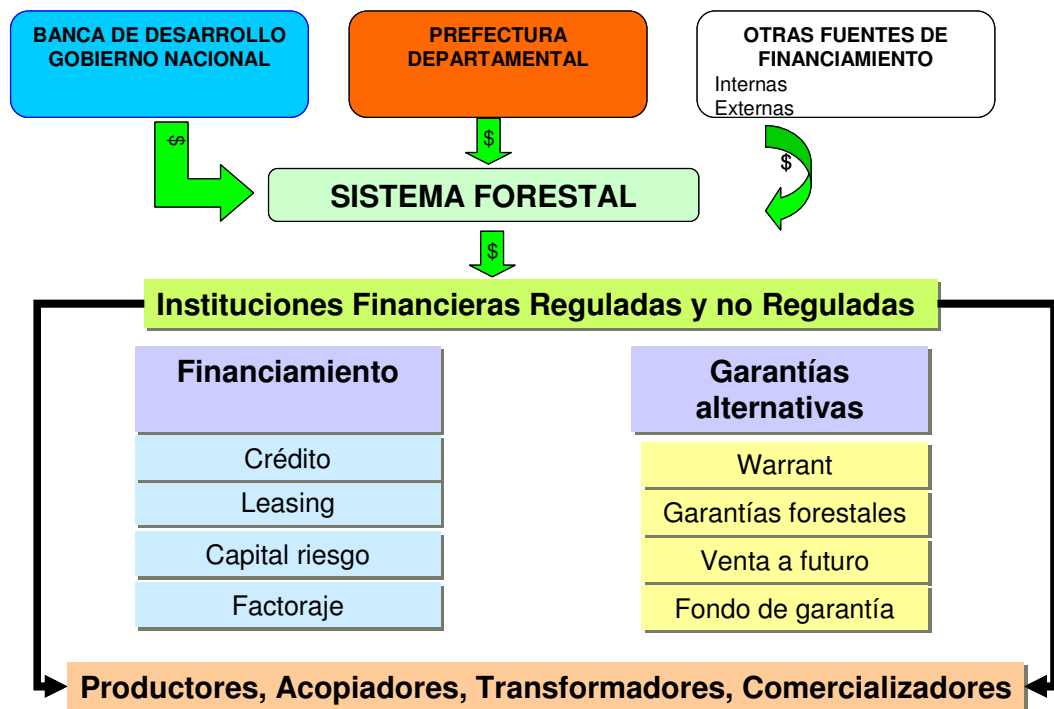 BANCA DE DESARROLLO
GOBIERNO NACIONAL
PREFECTURA
DEPARTAMENTAL
OTRAS FUENTES DE
FINANCIAMIENTO
Internas
Externas
$
$
$
SISTEMA FORESTAL
$
Instituciones Financieras Reguladas y no Reguladas
Financiamiento
Crédito
Leasing
Capital riesgo
Factoraje
Garantías
alternativas
Warrant
Garantías forestales
Venta a futuro
Fondo de garantía
Productores, Acopiadores, Transformadores, Comercializadores